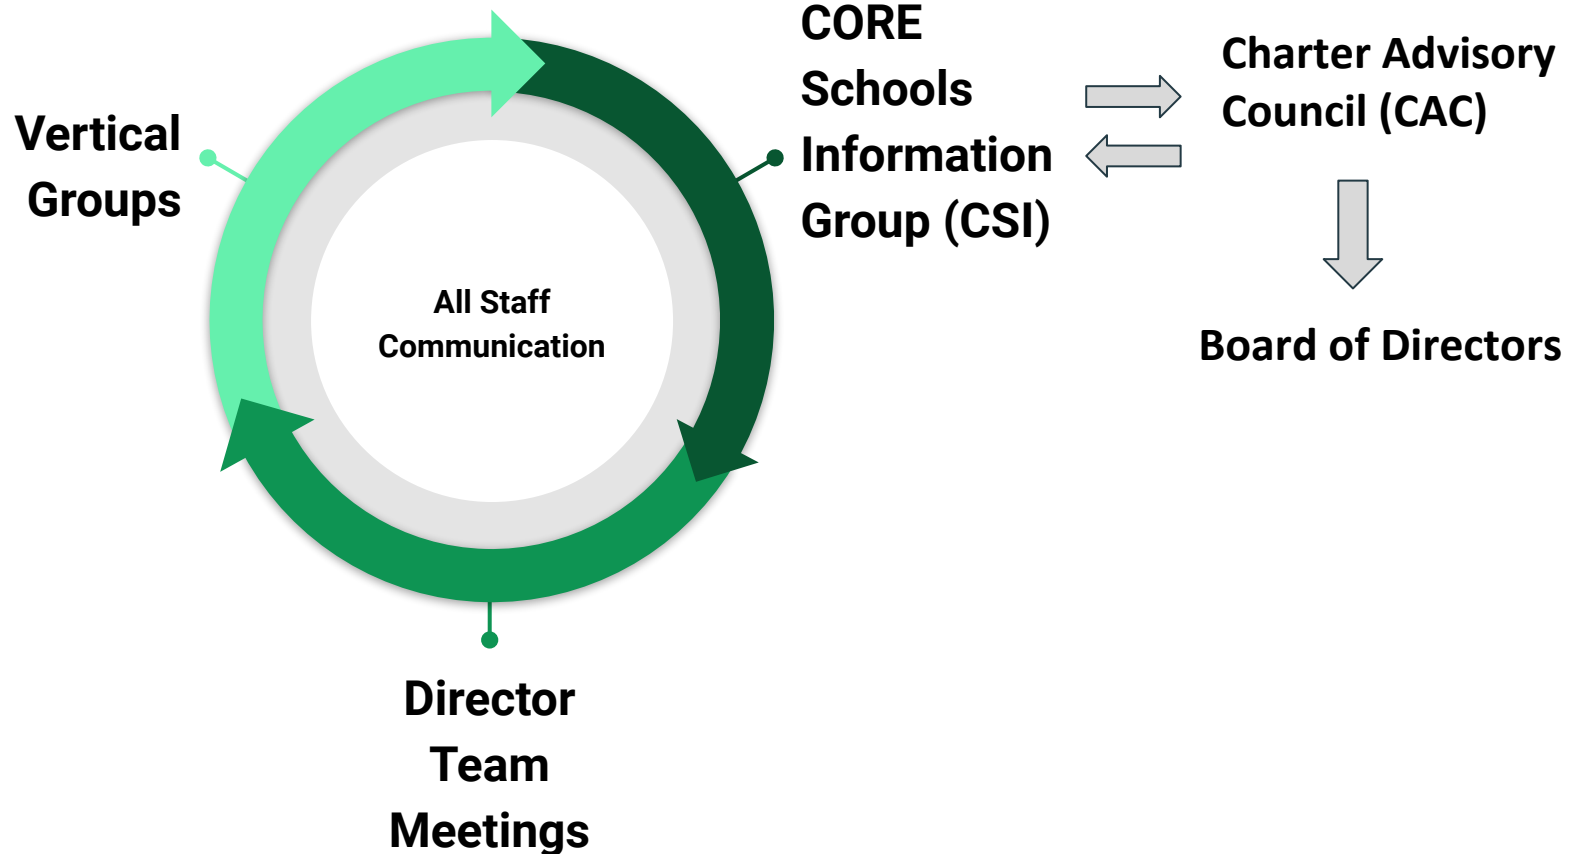 Vertical
Groups
CORE
Schools
Information
Group (CSI)
Charter Advisory
Council (CAC)
Board of Directors
All Staff
Communication
Director
Team
Meetings